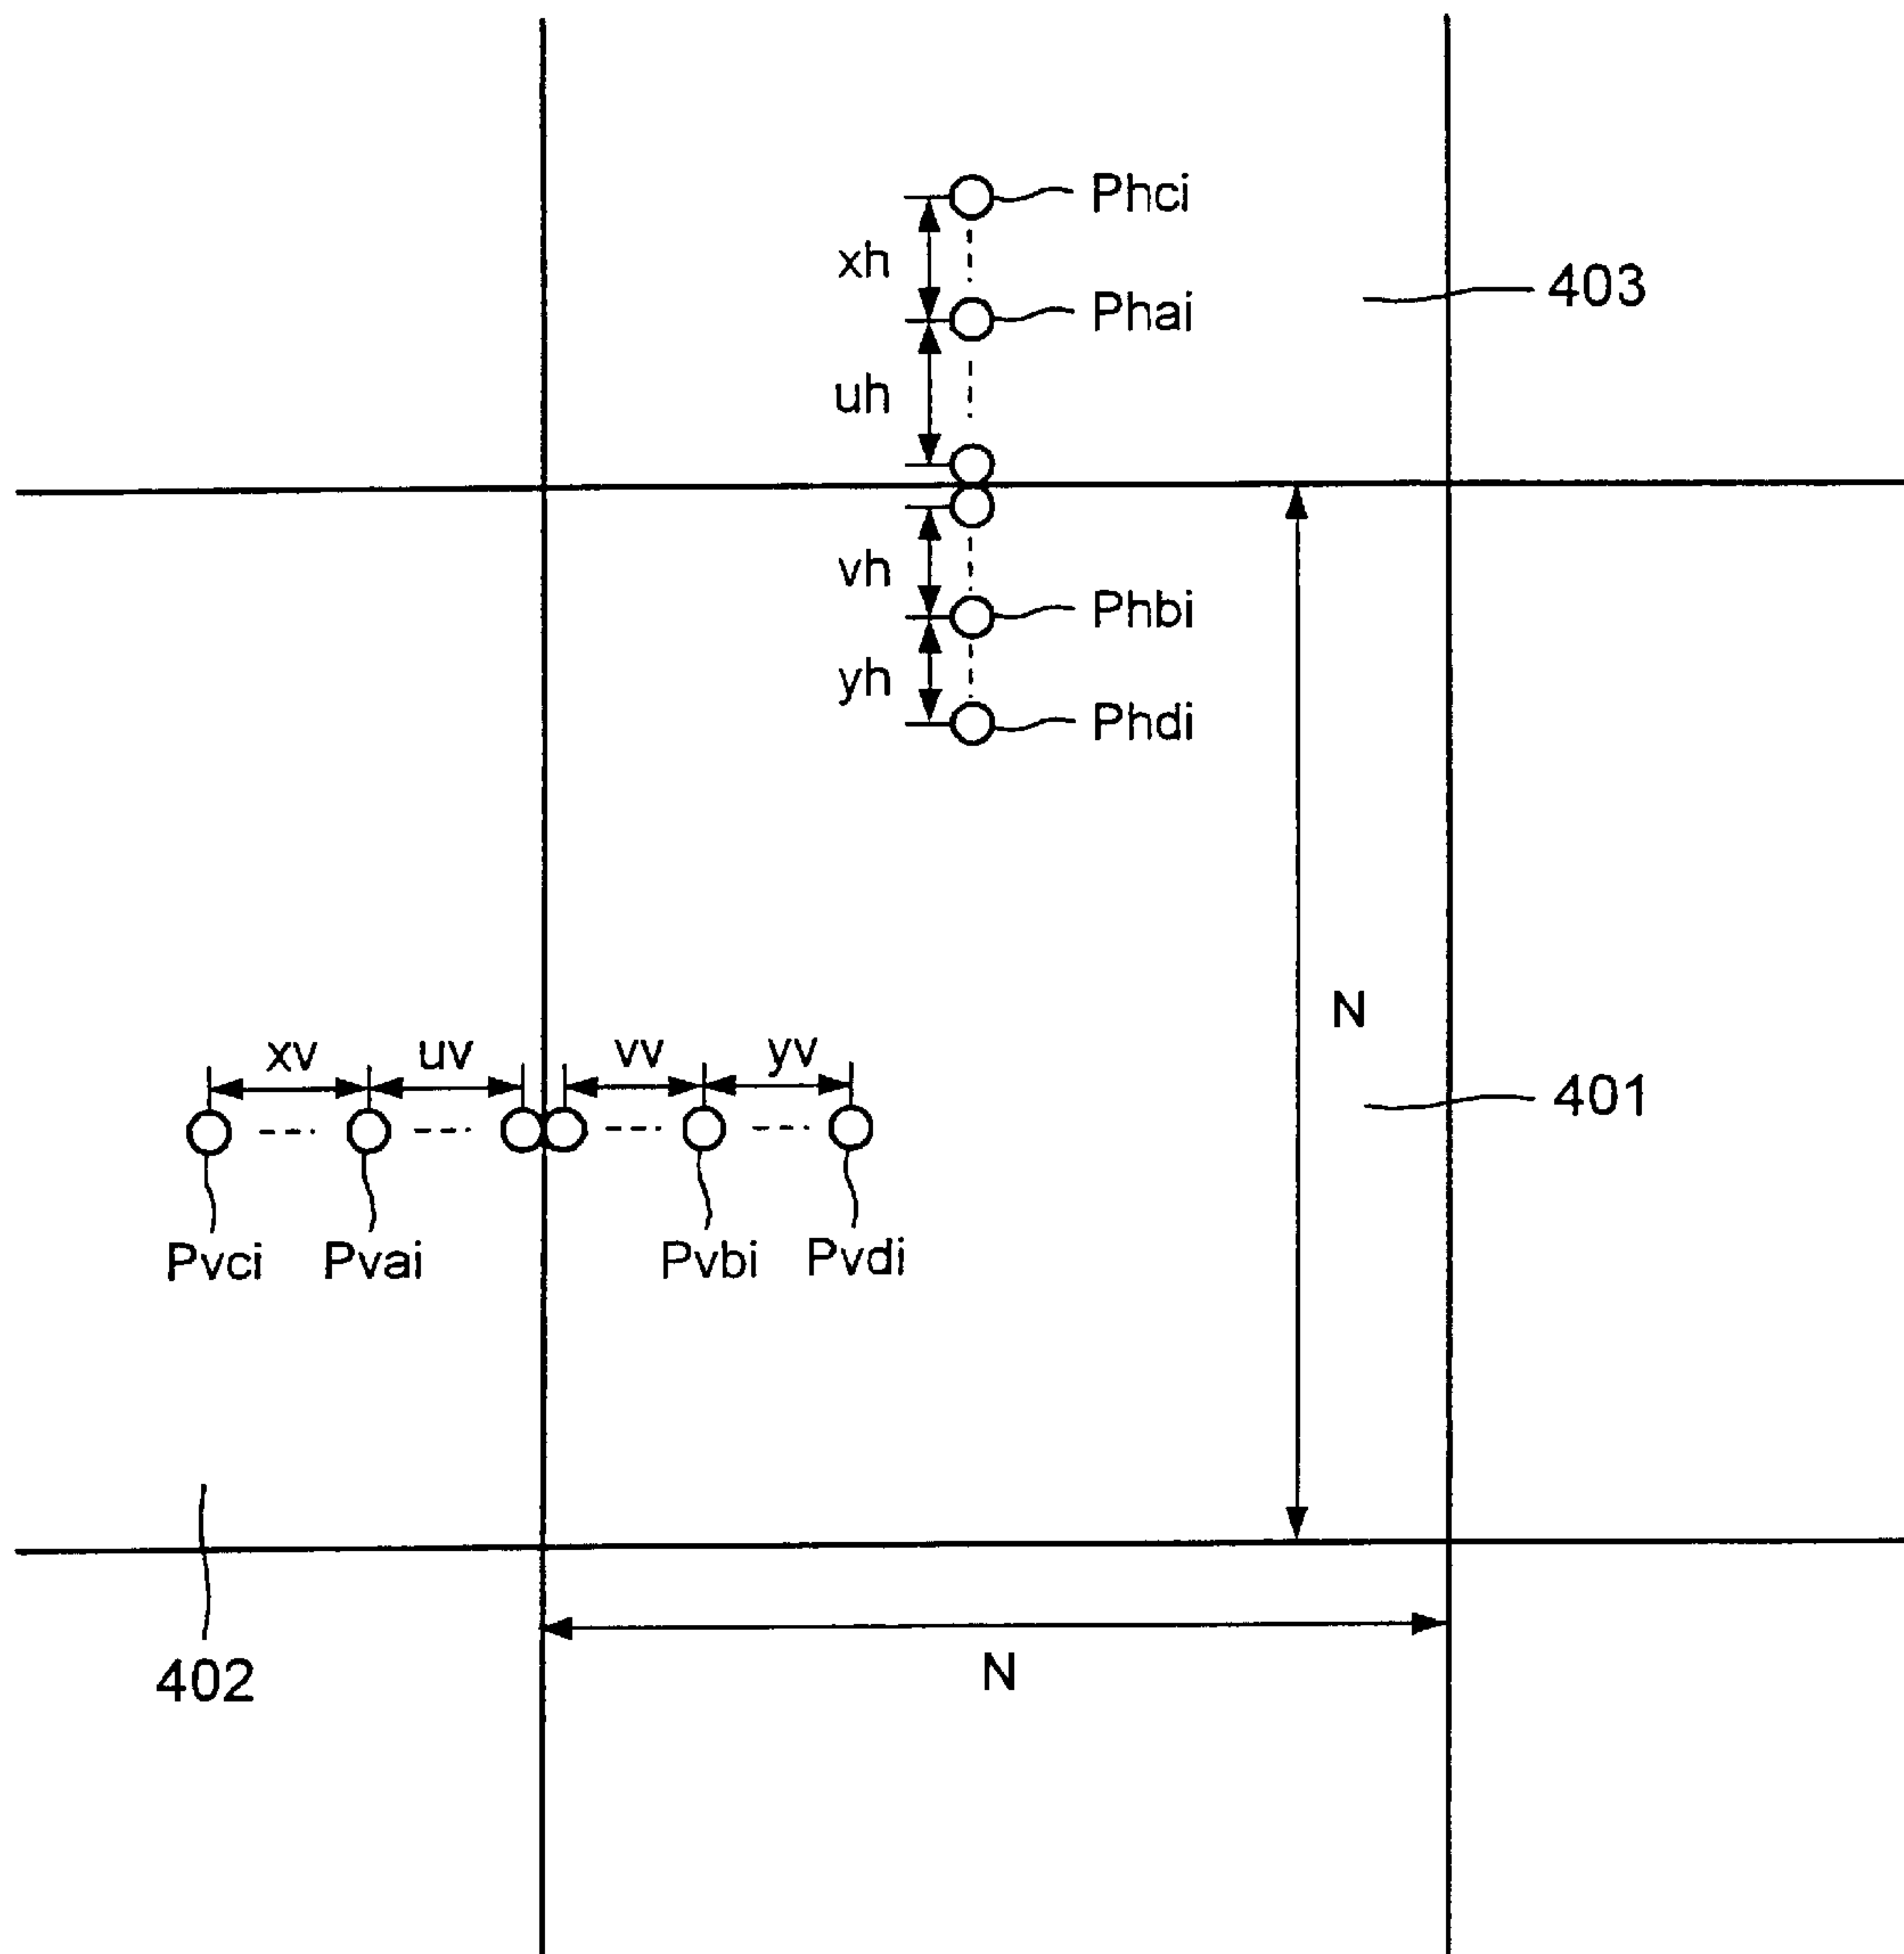 Phci
xh
403
Phai
uh
vh
Phbi
yh
Phdi
N
xv uv vv yv
401
Pvci Pvai Pvbi Pvdi
402
N